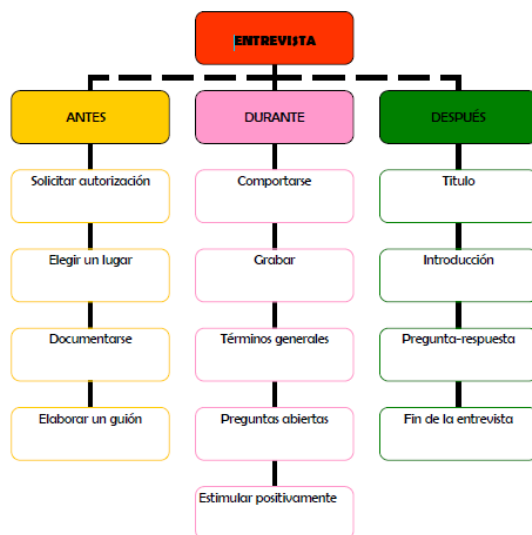 ENTREVISTA
ANTES
DURANTE
DESPUÉS
Solicitar autorización
Comportarse
Titulo
Elegir un lugar
Grabar
Introducción
Documentarse
Términos generales
Pregunta-respuesta
Elaborar un guión
Preguntas abiertas
Fin de la entrevista
Estimular positivamente